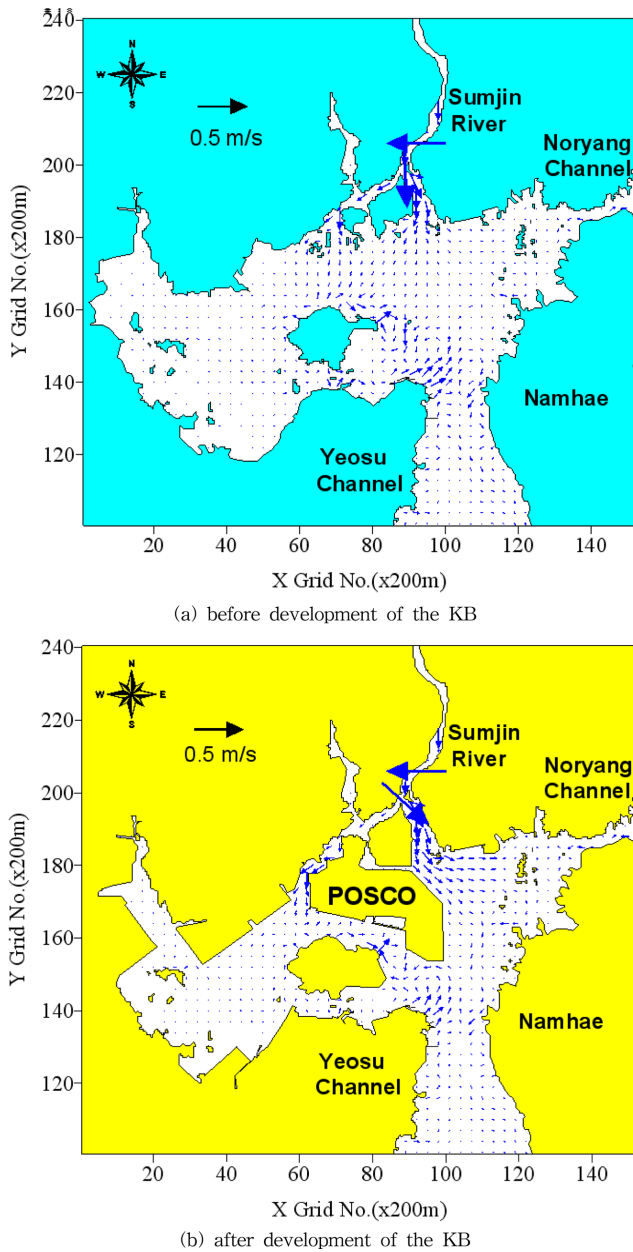 240
220
200
180
160
140
120
Y Grid No.(x200m)
N
W E
S
0.5 m/s
Sumjin
River
Noryang
Channel
Namhae
Yeosu
Channel
20 40 60 80 100 120 140
X Grid No.(x200m)
(a) before development of the KB
240
220
200
180
160
140
120
Y Grid No.(x200m)
N
W E
S
0.5 m/s
Sumjin
River
Noryang
Channel
POSCO
Namhae
Yeosu
Channel
20 40 60 80 100 120 140
X Grid No.(x200m)
(b) after development of the KB